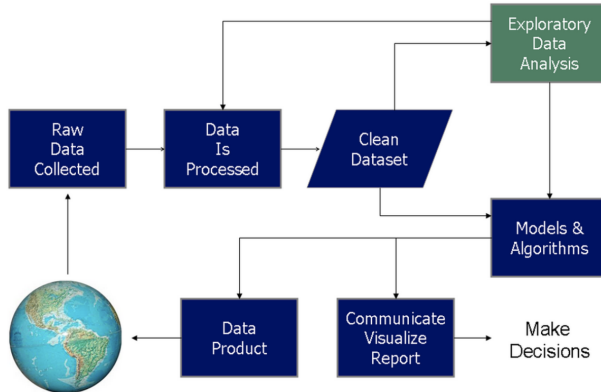 Exploratory
Data
Analysis
Raw
Data
Collected
Data
Is
Processed
Clean
Dataset
Models &
Algorithms
Data
Product
Communicate
Visualize
Report
Make
Decisions